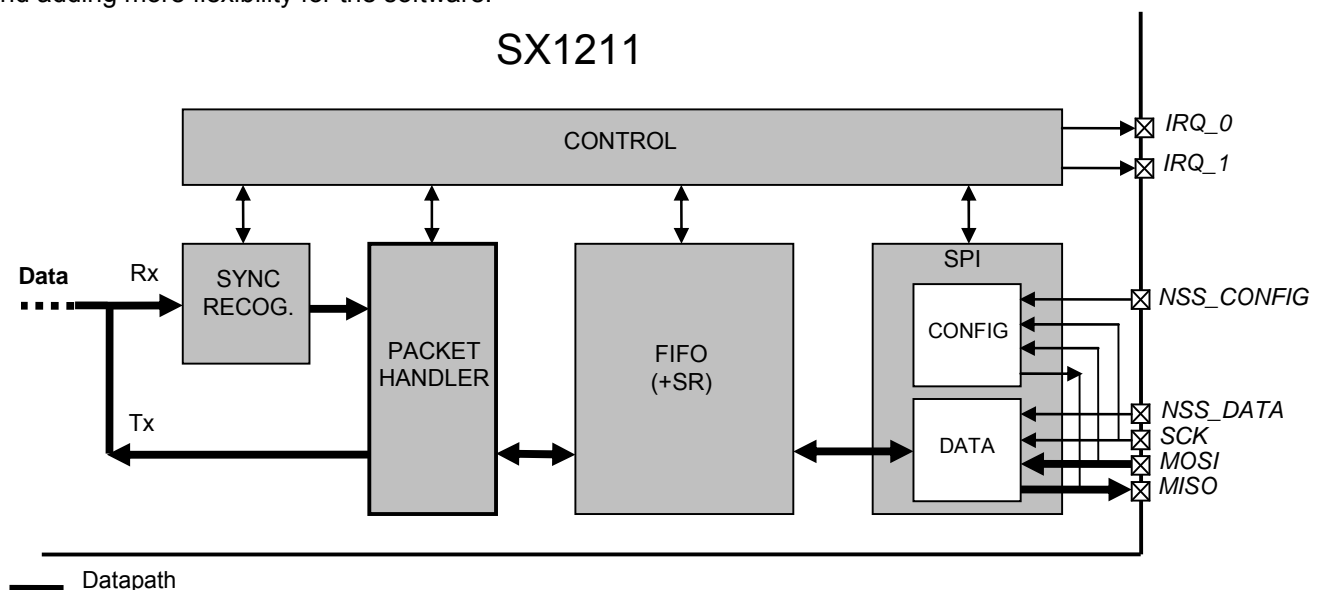 nd adding more flexibility for the software.
SX1211
CONTROL
IRQ_0
IRQ_1
Data
Rx
Tx
SYNC
RECOG.
PACKET
HANDLER
FIFO
(+SR)
SPI
CONFIG
DATA
NSS_CONFIG
NSS_DATA
SCK
MOSI
MISO
Datapath